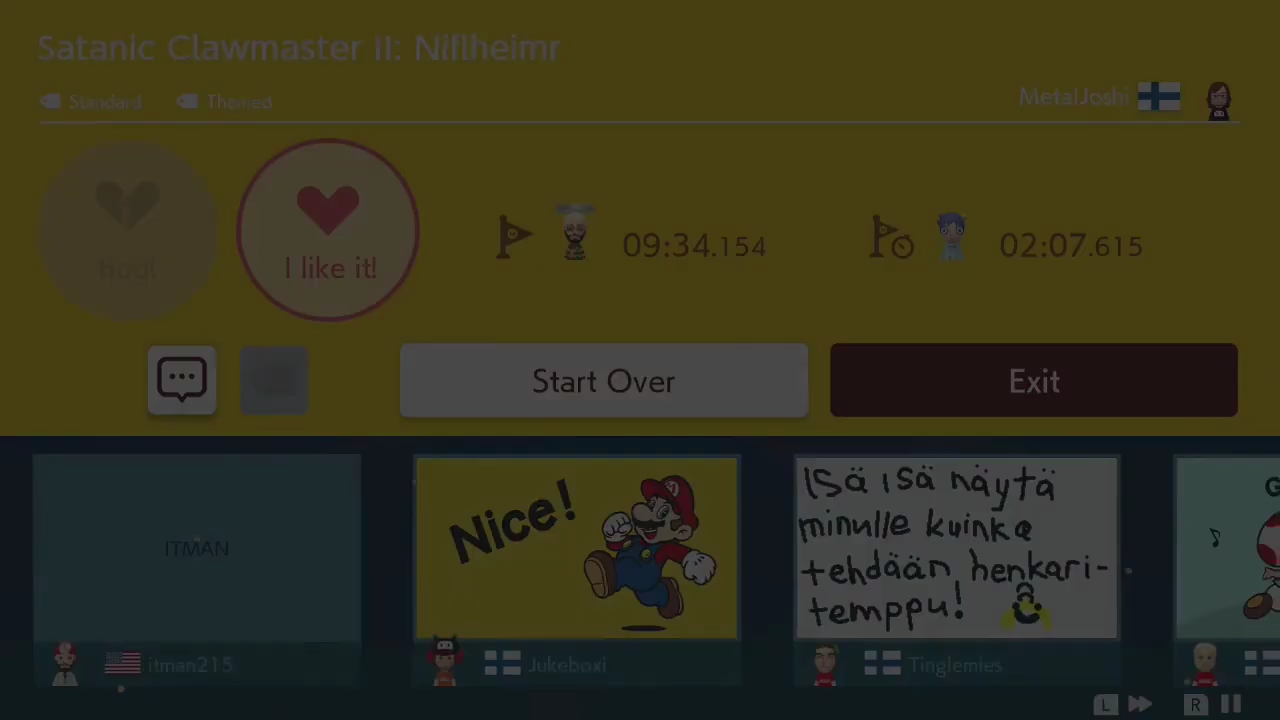 Satanic Clawmaster II: Niflheimr
Standard Themed
MetalJoshi
boo!
I like it!
09:34.154
02:07.615
Start Over
Exit
ITMAN
Nice!
Isä isä näytä
minulle kuinka
tehdään henkari-
temppu!
G
itman215
Jukeboxi
Tinglemies
L
R